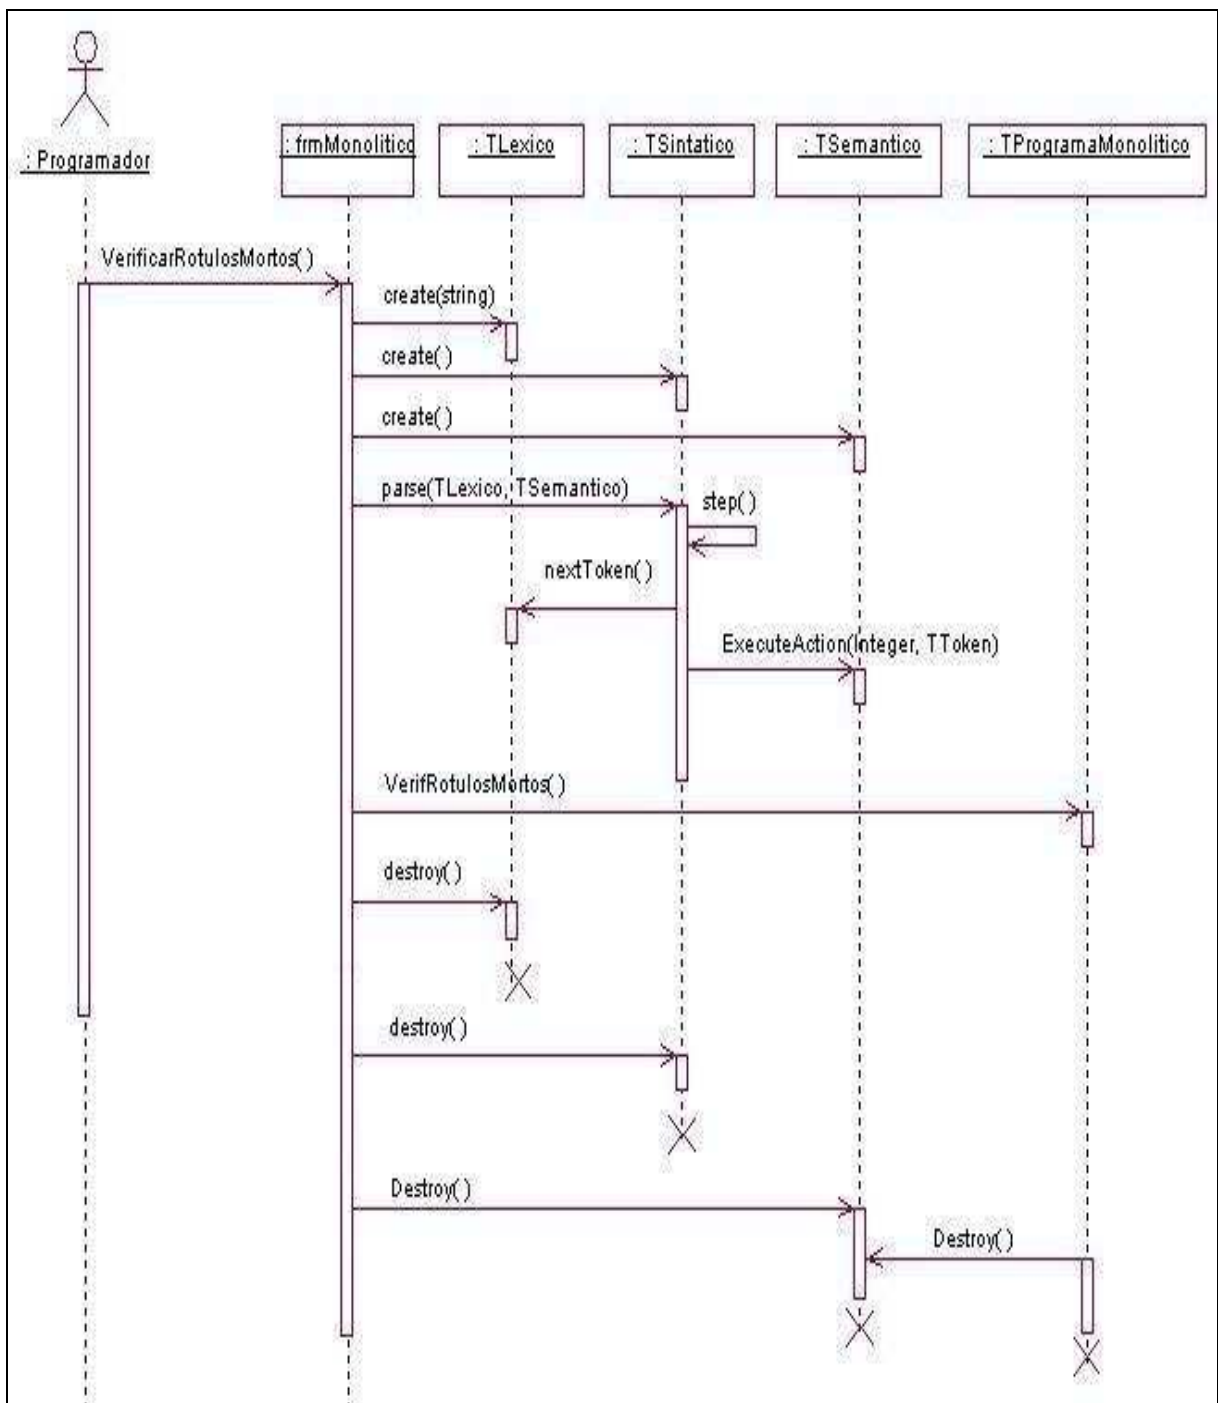 : Programador
: frmMonolitico
: TLexico
: TSintatico
: TSemantico
: TProgramaMonolitico
VerificarRotulosMortos( )
create(string)
create( )
create( )
parse(TLexico, TSemantico)
step( )
nextToken( )
ExecuteAction(Integer, TToken)
VerifRotulosMortos( )
destroy( )
destroy( )
Destroy( )
Destroy( )